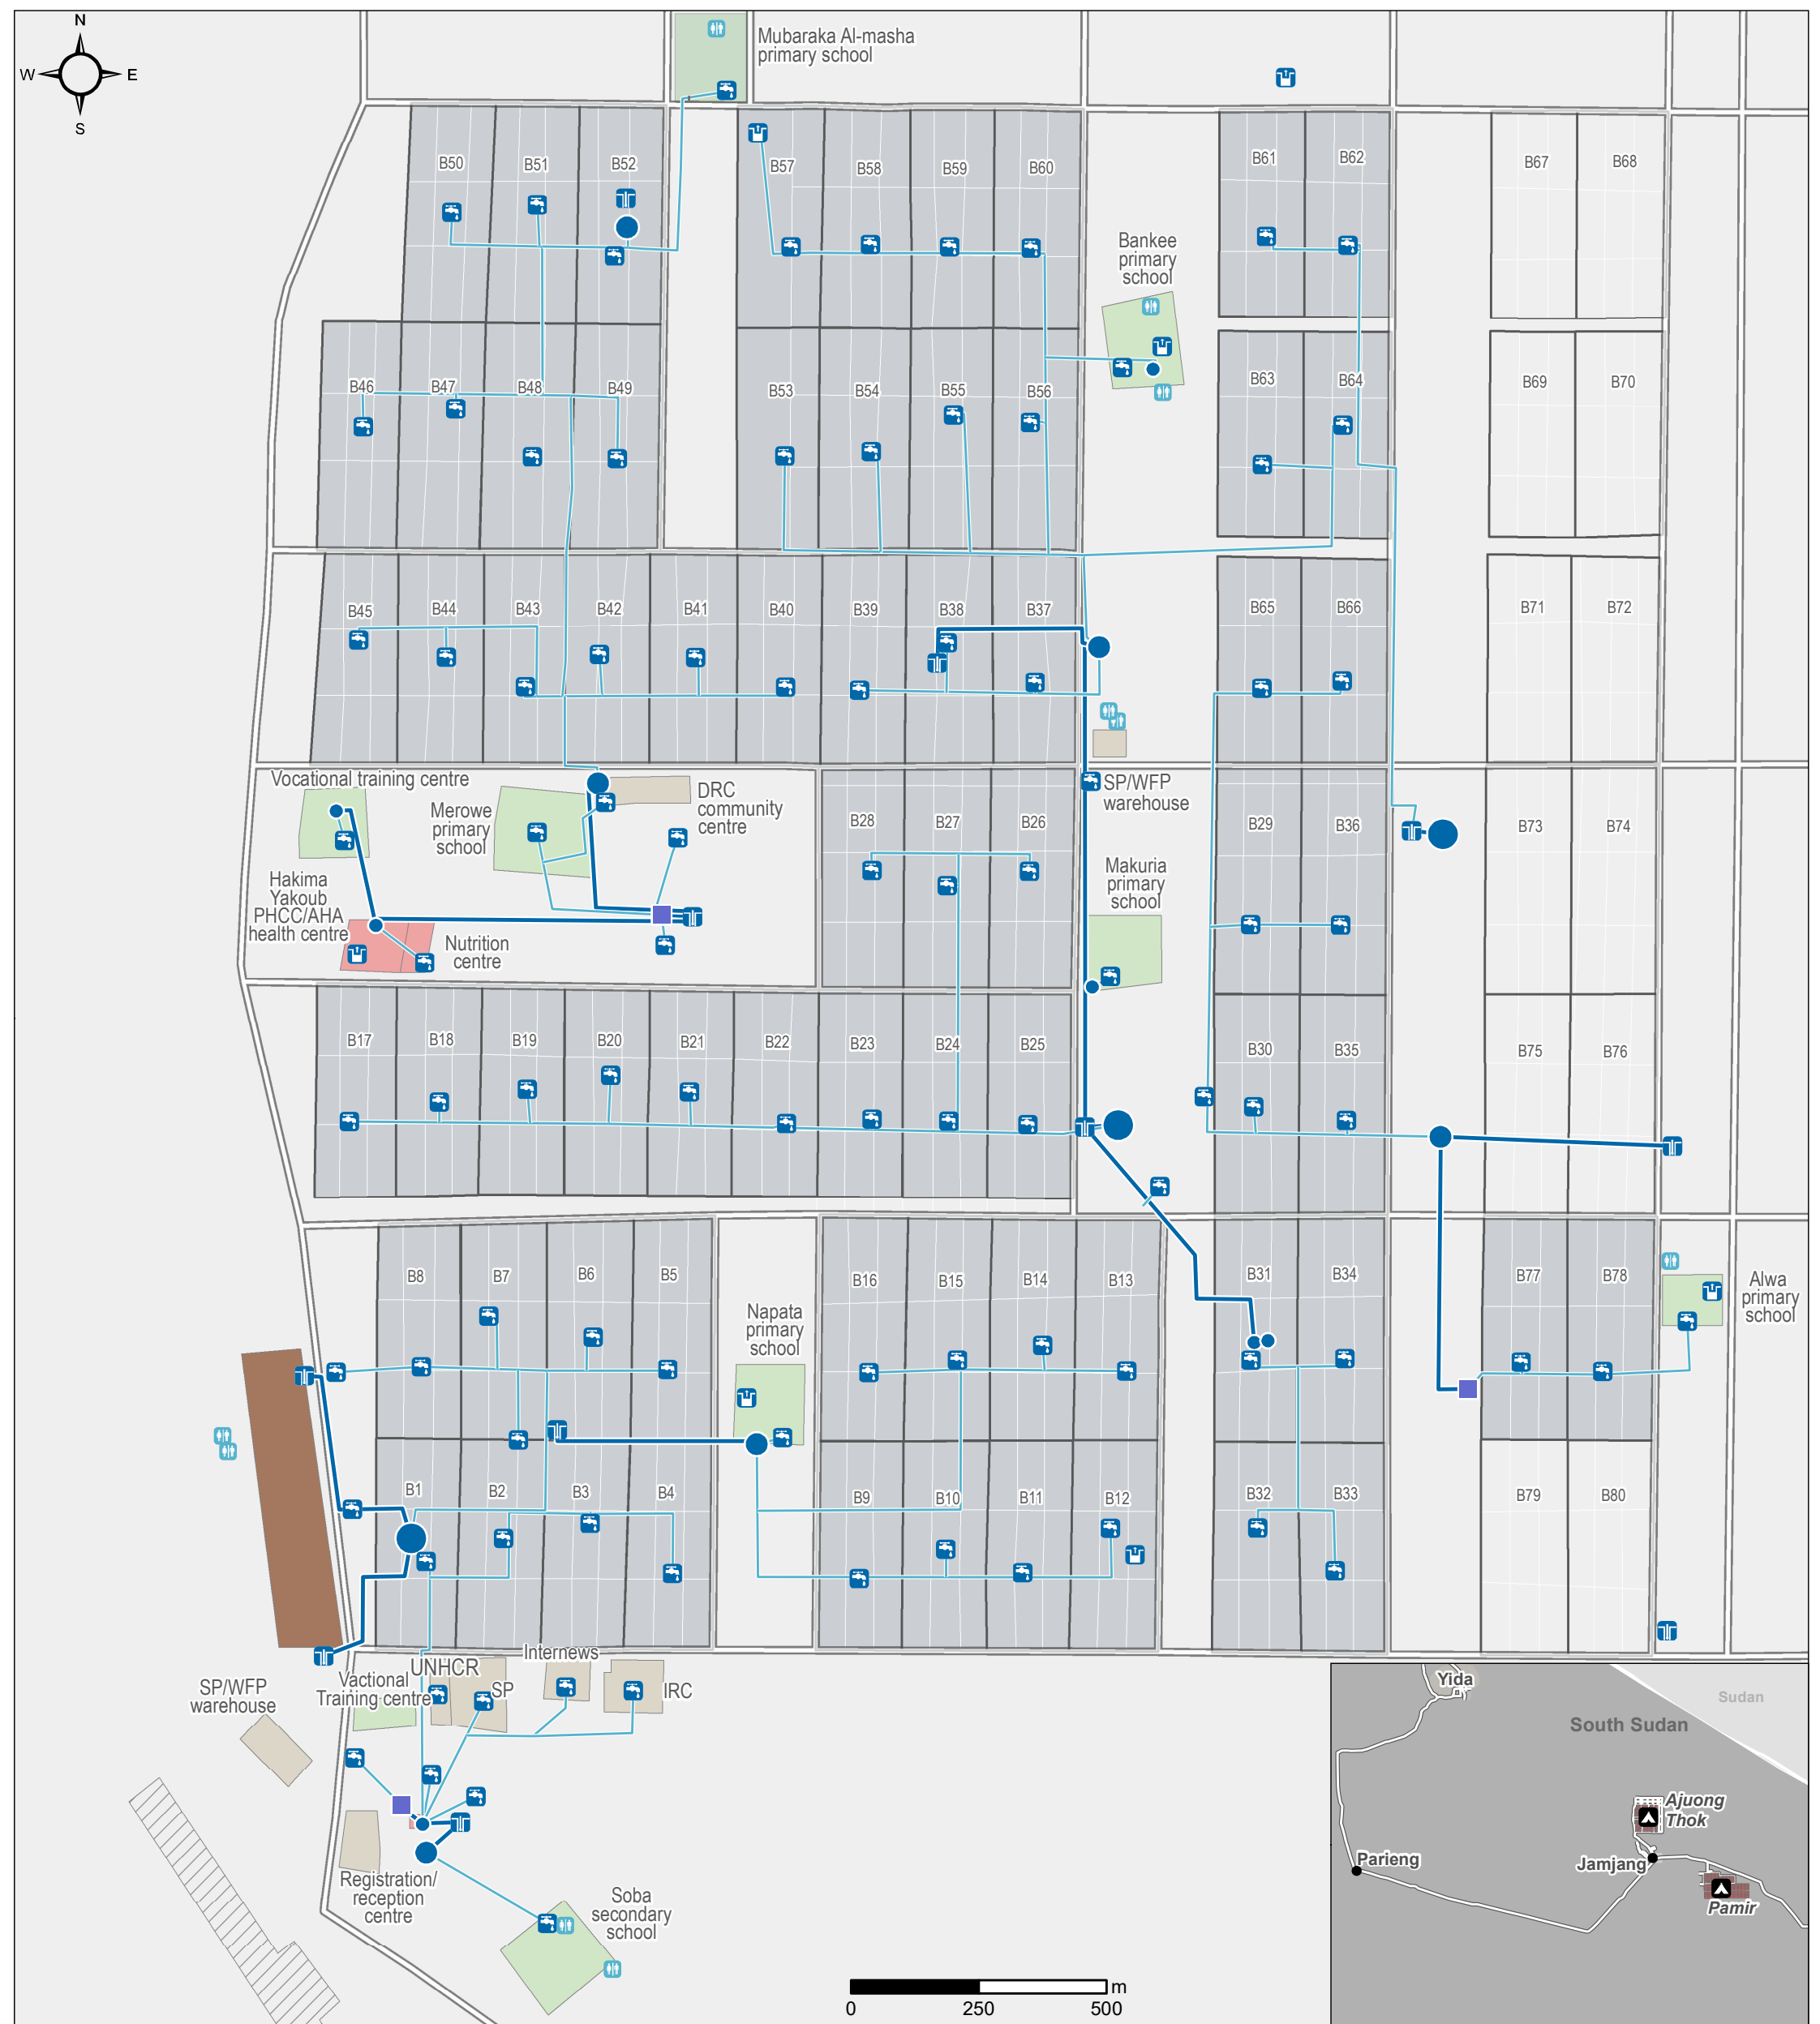 N
W
E
S
Mubaraka Al-masha
primary school
B50
B51
B52
B57
B58
B59
B60
B61
B62
B67
B68
Bankee
primary
school
B46
B47
B48
B49
B53
B54
B55
B56
B63
B64
B69
B70
B45
B44
B43
B42
B41
B40
B39
B38
B37
B65
B66
B71
B72
Vocational training centre
Merowe
primary
school
DRC
community
centre
SP/WFP
warehouse
B28
B27
B26
B29
B36
B73
B74
Hakima
Yakoub
PHCC/AHA
health centre
Nutrition
centre
Makuria
primary
school
B17
B18
B19
B20
B21
B22
B23
B24
B25
B30
B35
B75
B76
B8
B7
B6
B5
Napata
primary
school
B16
B15
B14
B13
B31
B34
B77
B78
Alwa
primary
school
B1
B2
B3
B4
B9
B10
B11
B12
B32
B33
B79
B80
SP/WFP
warehouse
Vactional
Training centre
UNHCR
SP
Internews
IRC
Registration/
reception
centre
Soba
secondary
school
m
0
250
500
Yida
Sudan
South Sudan
Ajuong
Thok
Parieng
Jamjang
Pamir